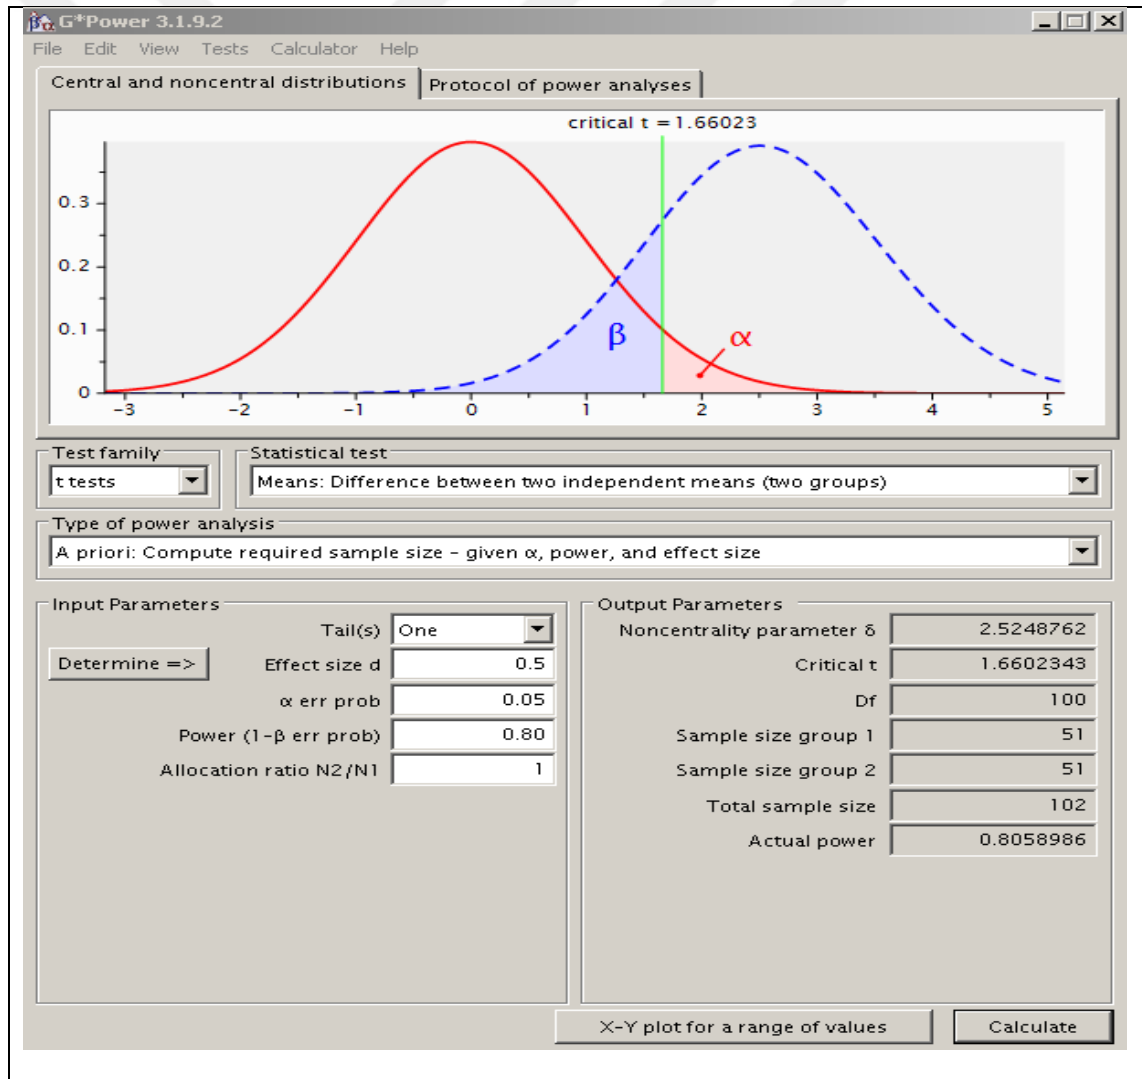 G*Power 3.1.9.2
File Edit View Tests Calculator Help
Central and noncentral distributions Protocol of power analyses
critical t = 1.66023
0.3
0.2
0.1
0
β
α
-3 -2 -1 0 1 2 3 4 5
Test family Statistical test
t tests Means: Difference between two independent means (two groups)
Type of power analysis
A priori: Compute required sample size - given α, power, and effect size
Input Parameters
Tail(s) One
Determine => Effect size d 0.5
α err prob 0.05
Power (1-β err prob) 0.80
Allocation ratio N2/N1 1
Output Parameters
Noncentrality parameter δ 2.5248762
Critical t 1.6602343
Df 100
Sample size group 1 51
Sample size group 2 51
Total sample size 102
Actual power 0.8058986
X-Y plot for a range of values Calculate